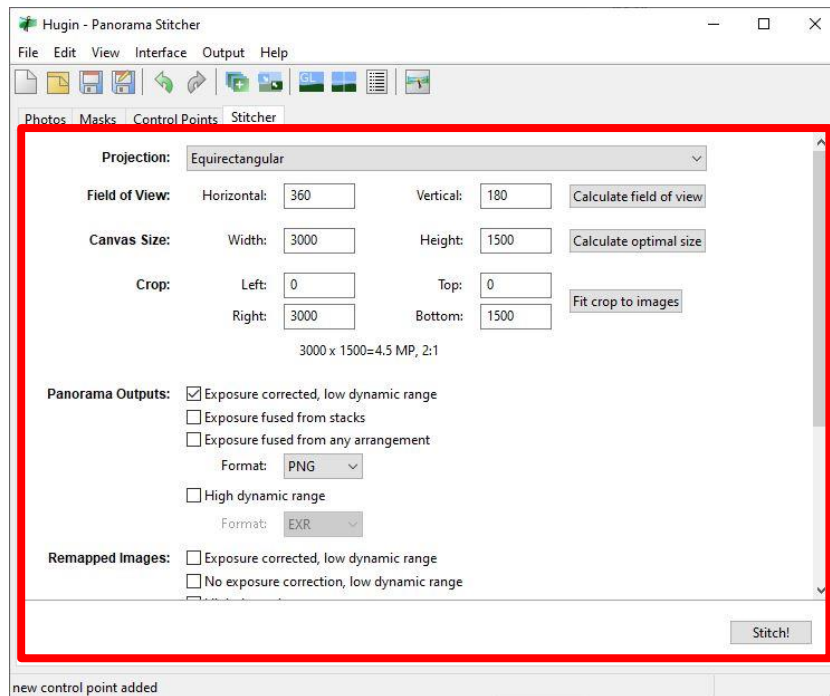 Hugin - Panorama Stitcher
File Edit View Interface Output Help
GL
Photos Masks Control Points Stitcher
Projection: Equirectangular
Field of View: Horizontal: 360 Vertical: 180 Calculate field of view
Canvas Size: Width: 3000 Height: 1500 Calculate optimal size
Crop: Left: 0 Top: 0
Fit crop to images
Right: 3000 Bottom: 1500
3000 x 1500=4.5 MP, 2:1
Panorama Outputs: Exposure corrected, low dynamic range
Exposure fused from stacks
Exposure fused from any arrangement
Format: PNG
High dynamic range
Format: EXR
Remapped Images: Exposure corrected, low dynamic range
No exposure correction, low dynamic range
Stitch!
new control point added